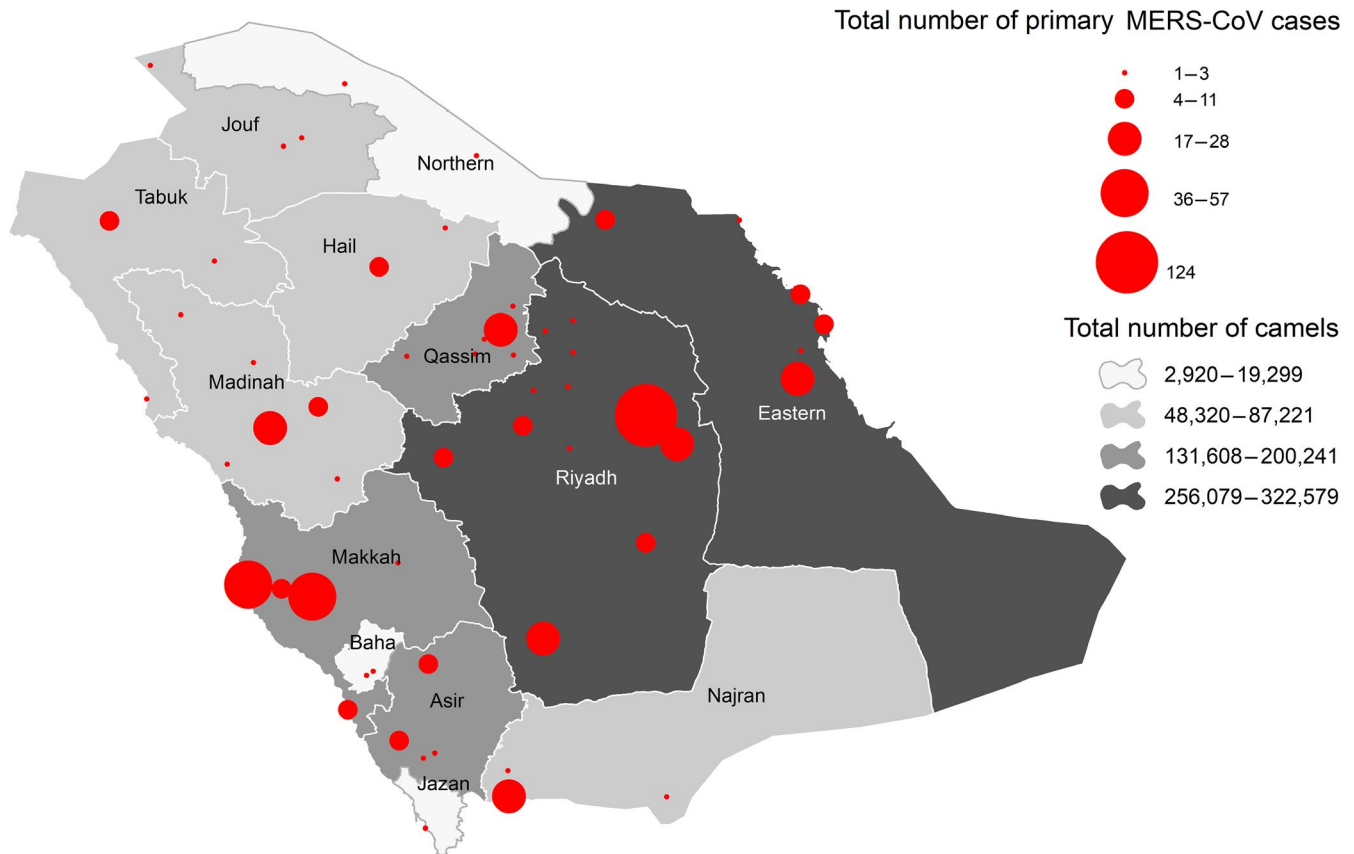 Total number of primary MERS-CoV cases
1–3
4–11
17–28
36–57
124
Total number of camels
2,920–19,299
48,320–87,221
131,608–200,241
256,079–322,579
Jouf
Northern
Tabuk
Hail
Qassim
Madinah
Eastern
Riyadh
Makkah
Baha
Asir
Najran
Jazan